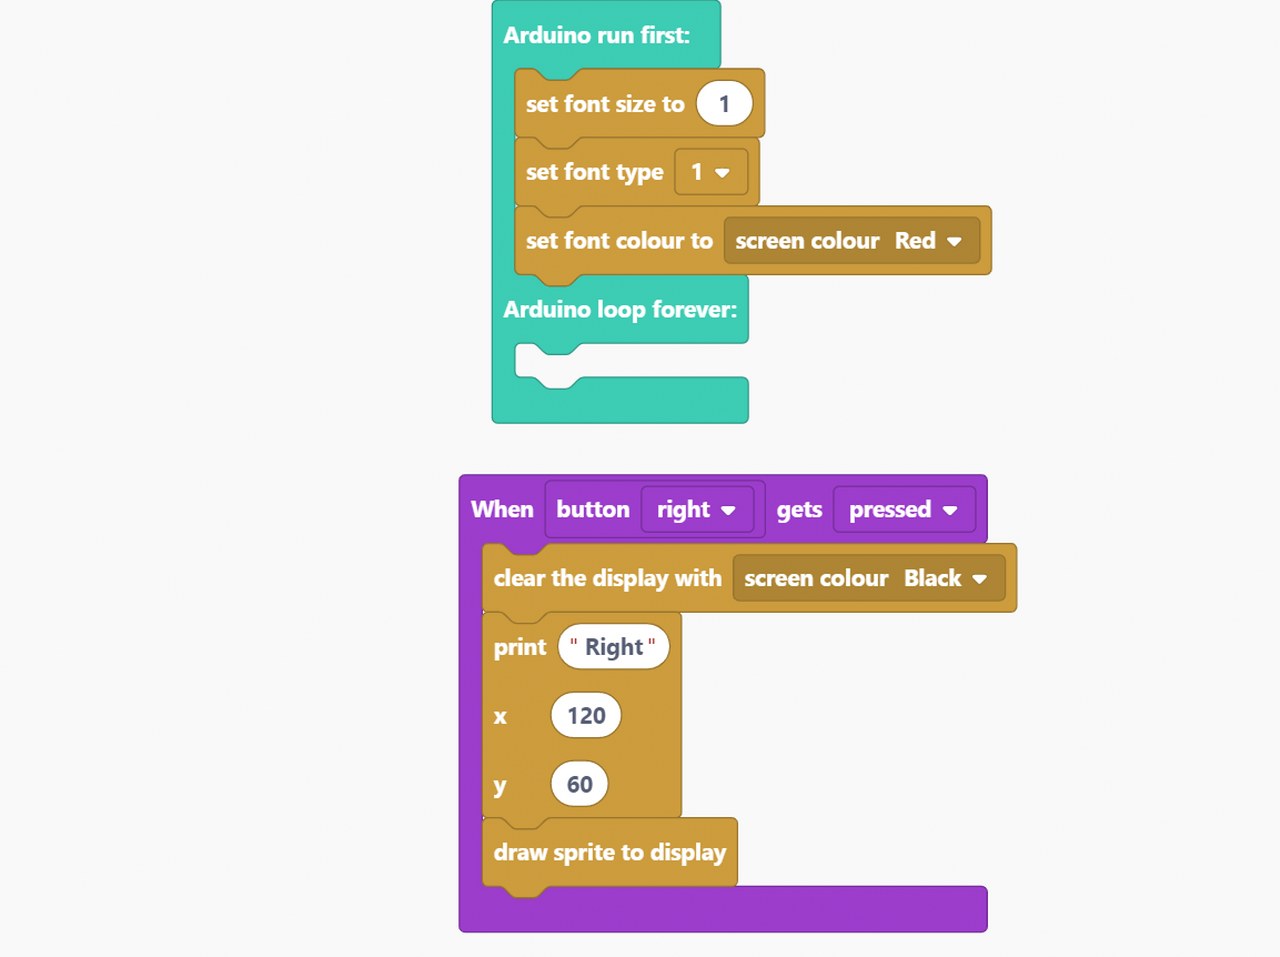 Arduino run first:
set font size to 1
set font type 1
set font colour to screen colour Red
Arduino loop forever:
When button right gets pressed
clear the display with screen colour Black
print " Right "
x 120
y 60
draw sprite to display